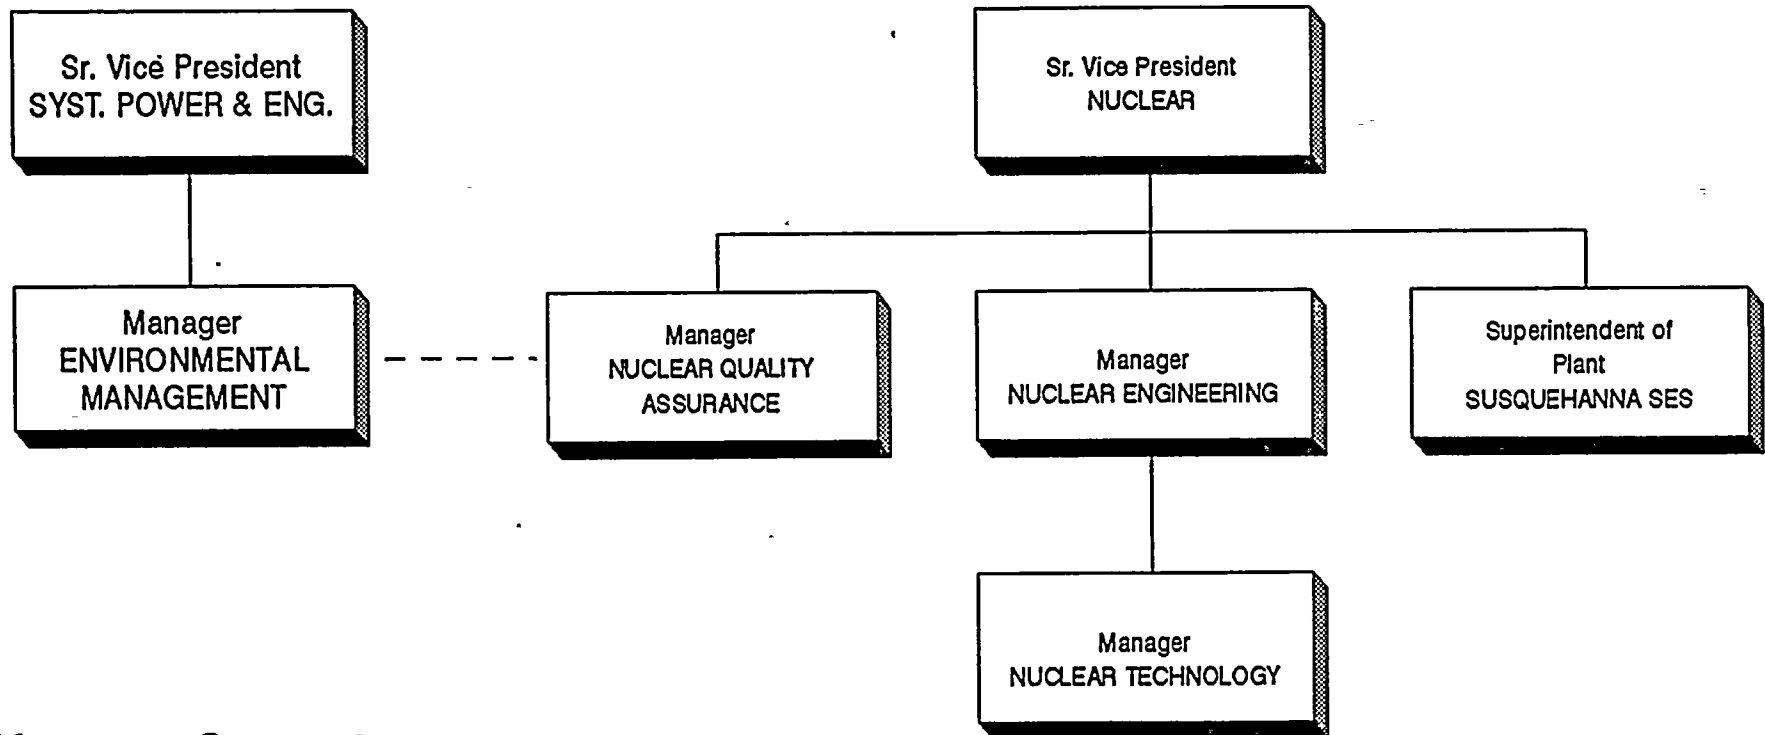 Sr. Vice President
SYST. POWER & ENG.
Sr. Vice President
NUCLEAR
Manager
ENVIRONMENTAL
MANAGEMENT
Manager
NUCLEAR QUALITY
ASSURANCE
Manager
NUCLEAR ENGINEERING
Superintendent of
Plant
SUSQUEHANNA SES
Manager
NUCLEAR TECHNOLOGY